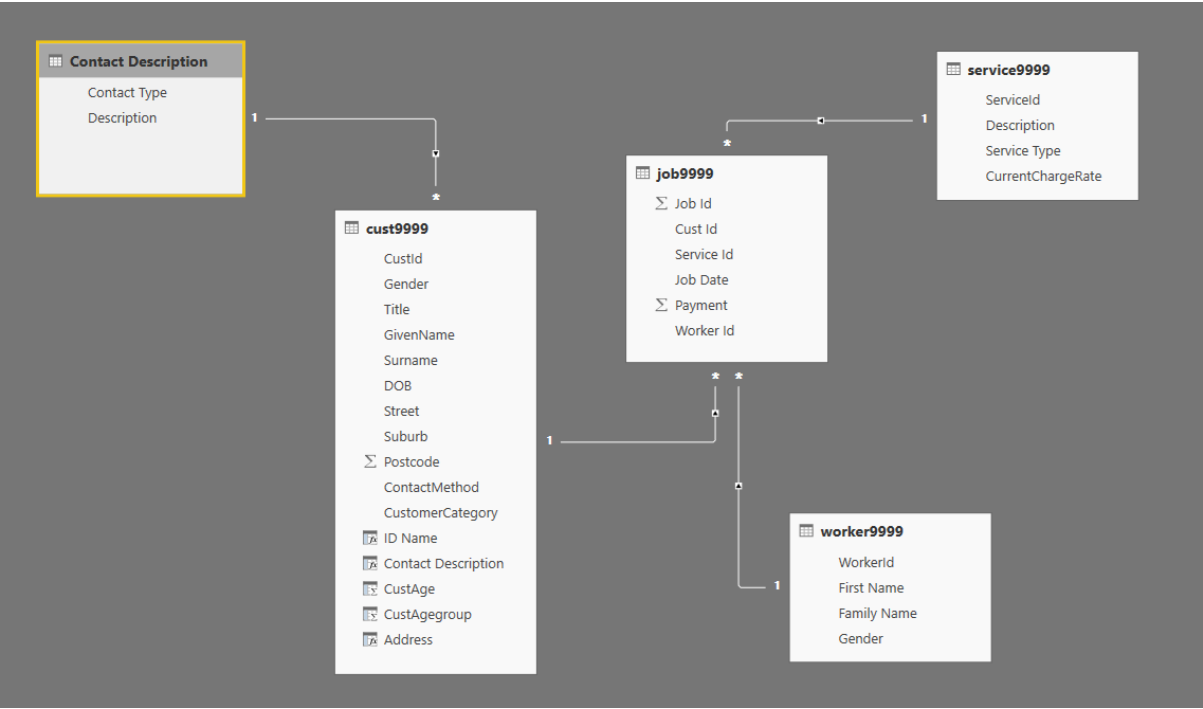 Contact Description
Contact Type
Description
1
*
cust9999
CustId
Gender
Title
GivenName
Surname
DOB
Street
Suburb
Σ Postcode
ContactMethod
CustomerCategory
ID Name
Contact Description
CustAge
CustAgegroup
Address
1
*
job9999
Σ Job Id
Cust Id
Service Id
Job Date
Σ Payment
Worker Id
* *
service9999
ServiceId
Description
Service Type
CurrentChargeRate
1
worker9999
WorkerId
First Name
Family Name
Gender
1